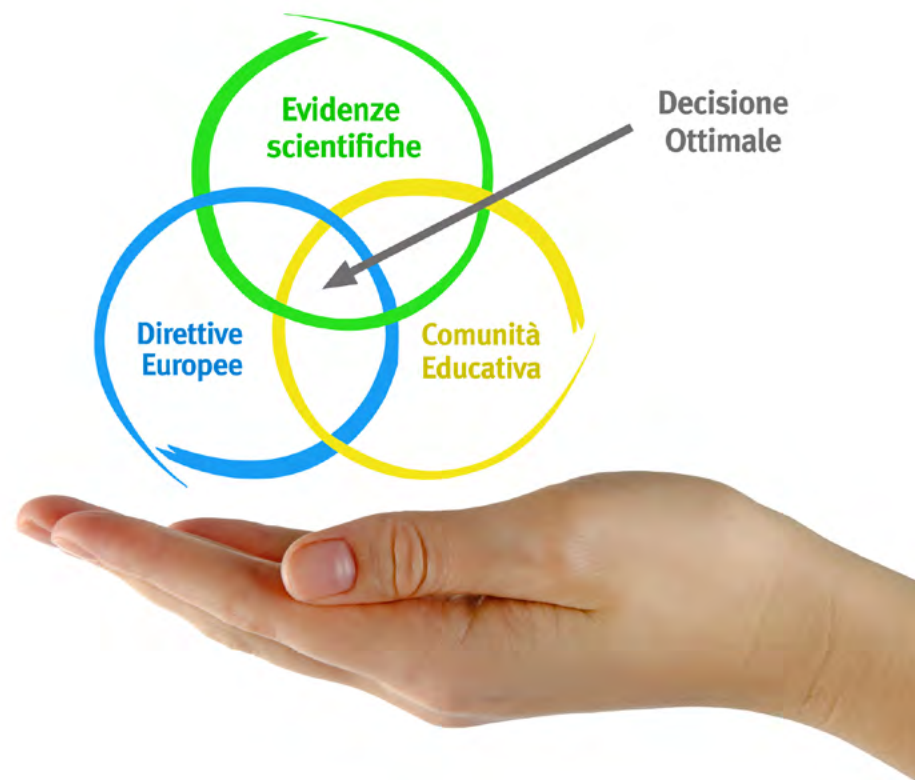 Evidenze
scientifiche
Decisione
Ottimale
Direttive
Europee
Comunità
Educativa